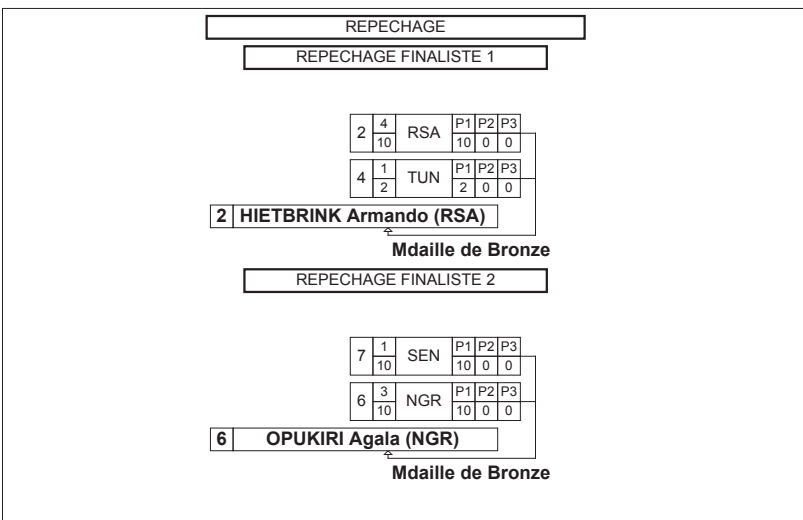 REPECHAGE
REPECHAGE FINALISTE 1
2 4 RSA P1 P2 P3
10 10 0 0
4 1 TUN P1 P2 P3
2 2 0 0
2 HIETBRINK Armando (RSA)
Mdaille de Bronze
REPECHAGE FINALISTE 2
7 1 SEN P1 P2 P3
10 10 0 0
6 3 NGR P1 P2 P3
10 10 0 0
6 OPUKIRI Agala (NGR)
Mdaille de Bronze